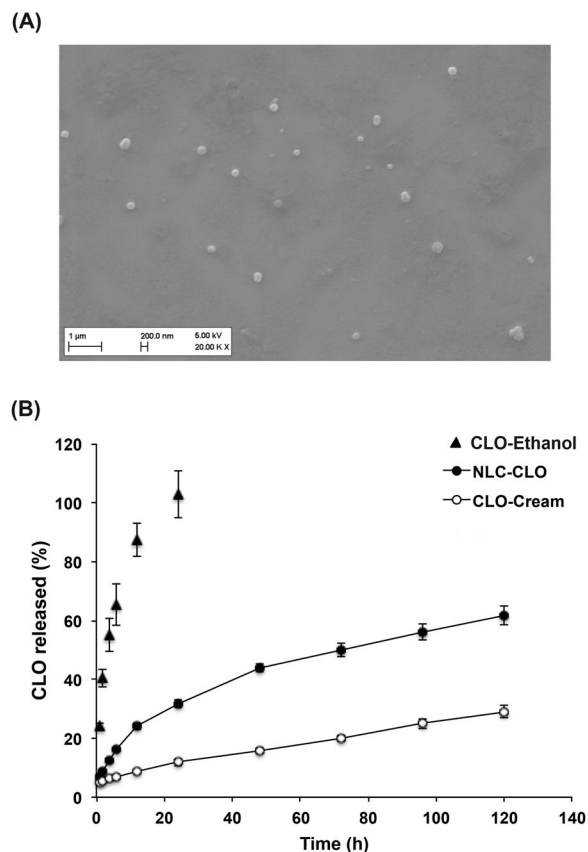 (A)
1 µm 200.0 nm 5.00 kV
20.00 K X
(B)
CLO released (%)
120
100
80
60
40
20
0
CLO-Ethanol
NLC-CLO
CLO-Cream
0 20 40 60 80 100 120 140
Time (h)